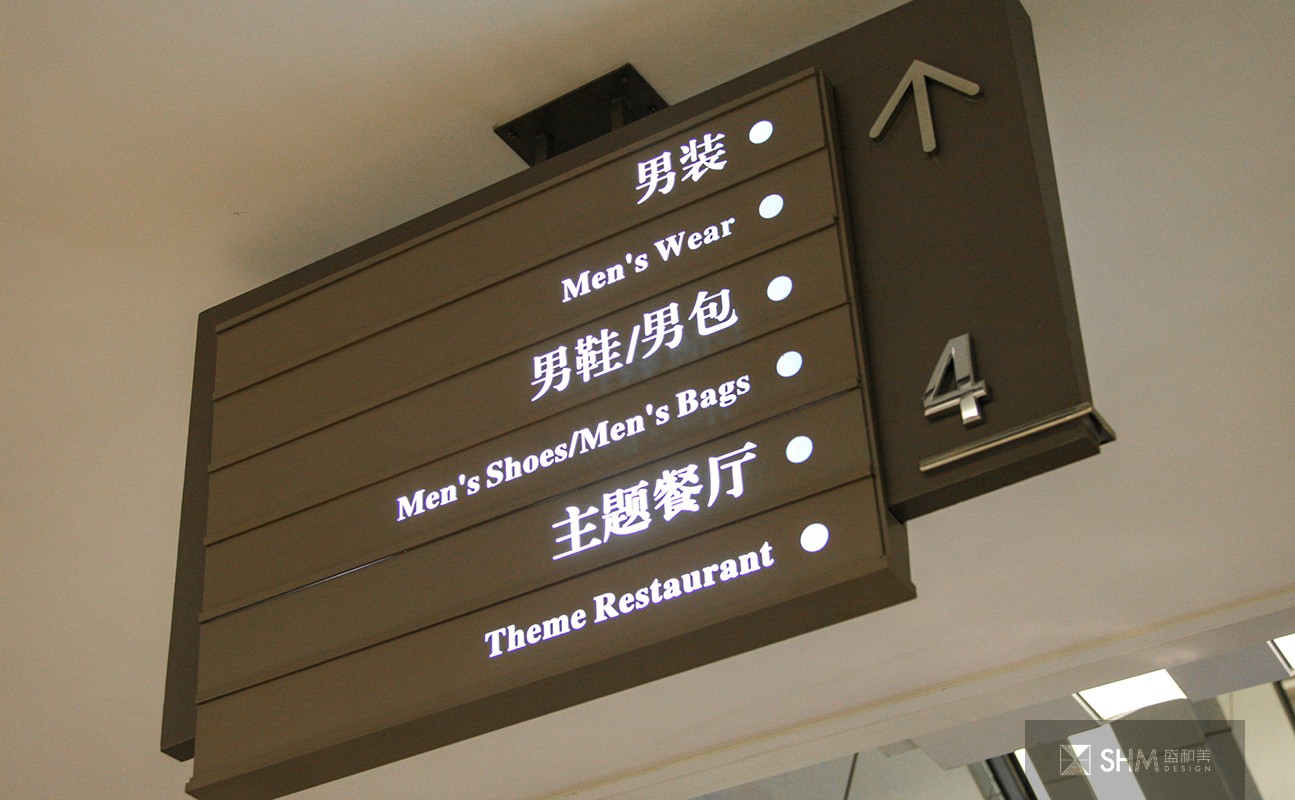 男装
Men's Wear
男鞋/男包
Men's Shoes/Men's Bags
主题餐厅
Theme Restaurant
4
SHM 盛和美
DESIGN